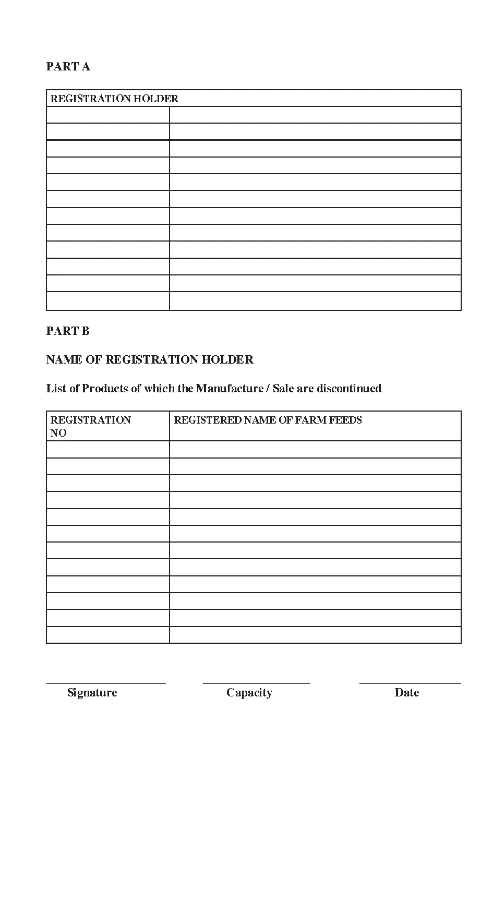 PART A
REGISTRATION HOLDER
PART B
NAME OF REGISTRATION HOLDER
List of Products of which the Manufacture / Sale are discontinued
REGISTRATION NO
REGISTERED NAME OF FARM FEEDS
Signature
Capacity
Date